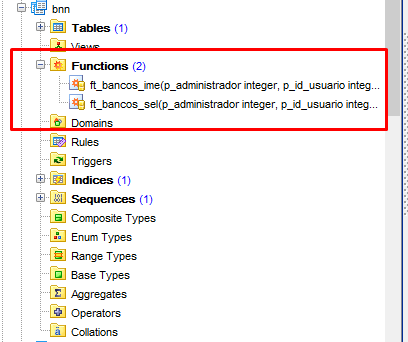 bnn
Tables (1)
Views
Functions (2)
ft_bancos_ime(p_administrador integer, p_id_usuario integ...
ft_bancos_sel(p_administrador integer, p_id_usuario integ...
Domains
Rules
Triggers
Indices (1)
Sequences (1)
Composite Types
Enum Types
Range Types
Base Types
Aggregates
Operators
Collations